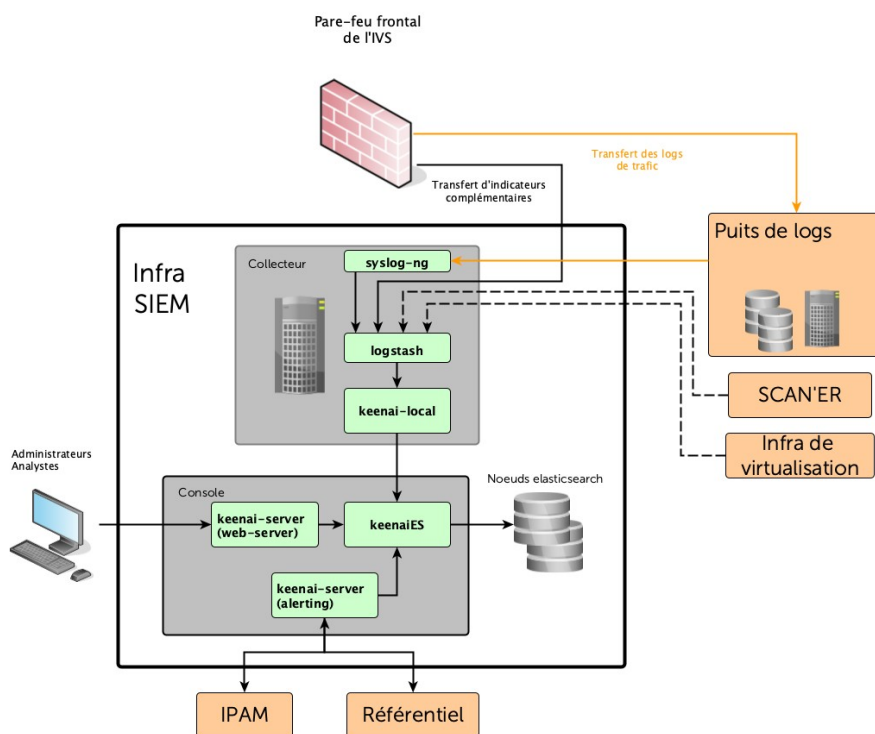 Pare-feu frontal
de l'IVS
Transfert des logs
de trafic
Transfert d'indicateurs
complémentaires
Puits de logs
Infra
SIEM
Collecteur
syslog-ng
logstash
keenai-local
SCAN'ER
Infra de
virtualisation
Administrateurs
Analystes
Console
Noeuds elasticsearch
keenai-server
(web-server)
keenaiES
keenai-server
(alerting)
IPAM
Référentiel